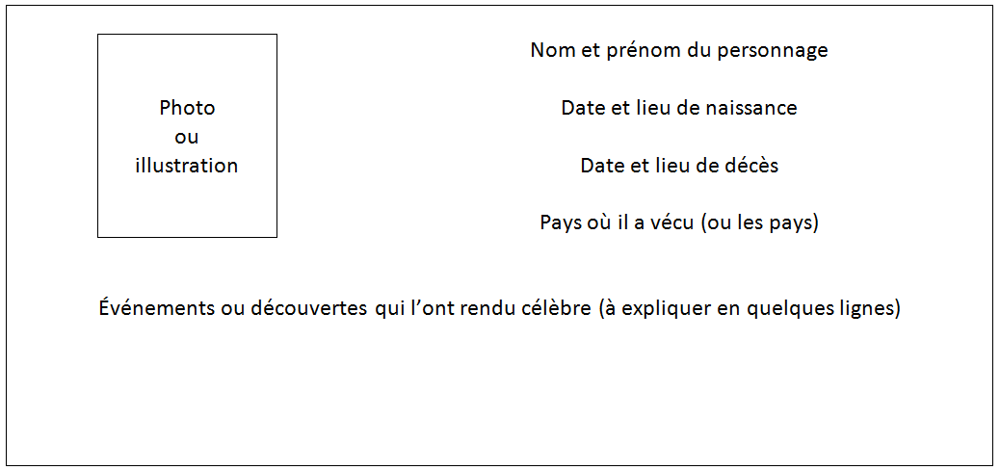 Photo
ou
illustration
Nom et prénom du personnage
Date et lieu de naissance
Date et lieu de décès
Pays où il a vécu (ou les pays)
Événements ou découvertes qui l’ont rendu célèbre (à expliquer en quelques lignes)